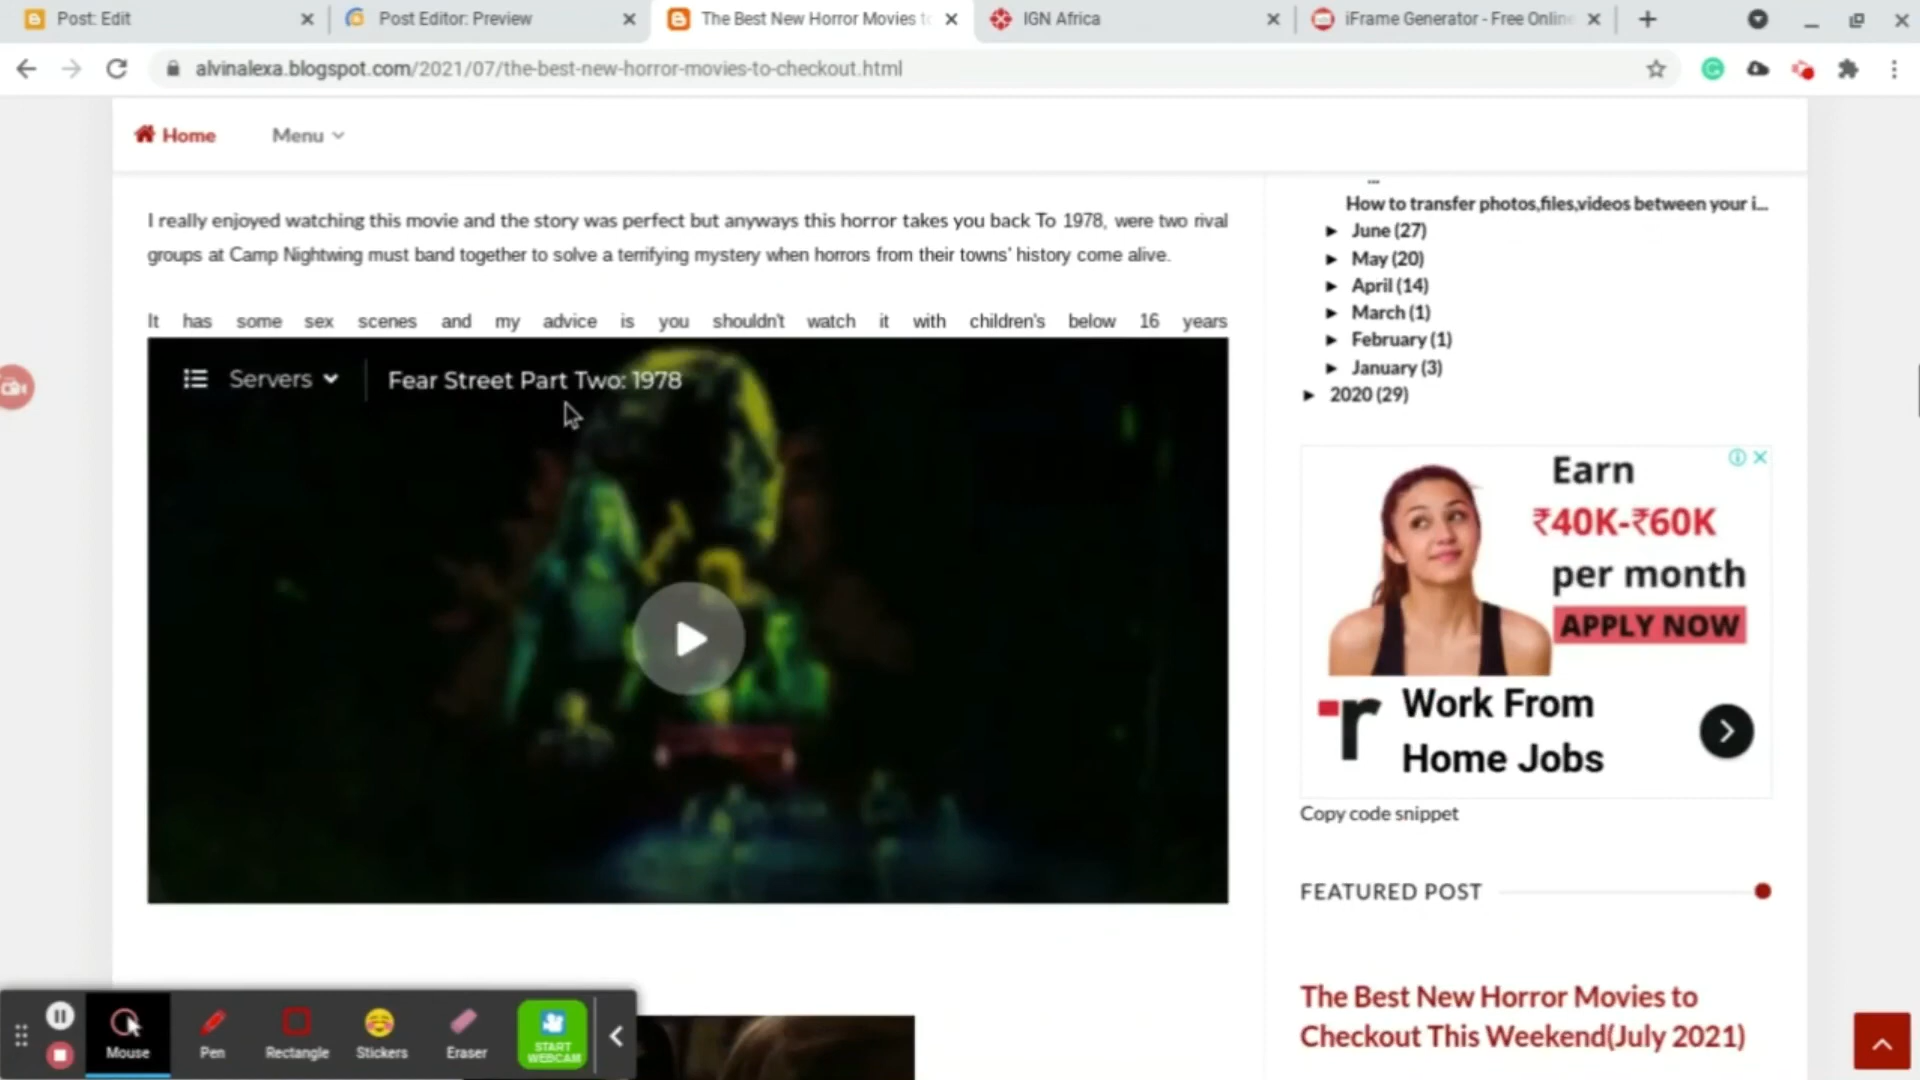 Post: Edit
Post Editor: Preview
The Best New Horror Movies to
IGN Africa
iFrame Generator - Free Online
alvinalexa.blogspot.com/2021/07/the-best-new-horror-movies-to-checkout.html
Home
Menu
I really enjoyed watching this movie and the story was perfect but anyways this horror takes you back To 1978, were two rival
groups at Camp Nightwing must band together to solve a terrifying mystery when horrors from their towns' history come alive.
It has some sex scenes and my advice is you shouldn't watch it with children's below 16 years
Servers
Fear Street Part Two: 1978
...
How to transfer photos,files,videos between your i...
► June (27)
► May (20)
► April (14)
► March (1)
► February (1)
► January (3)
► 2020 (29)
Earn
₹40K-₹60K
per month
APPLY NOW
r
Work From
Home Jobs
Copy code snippet
FEATURED POST
The Best New Horror Movies to
Checkout This Weekend(July 2021)
Mouse
Pen
Rectangle
Stickers
Eraser
START
WEBCAM